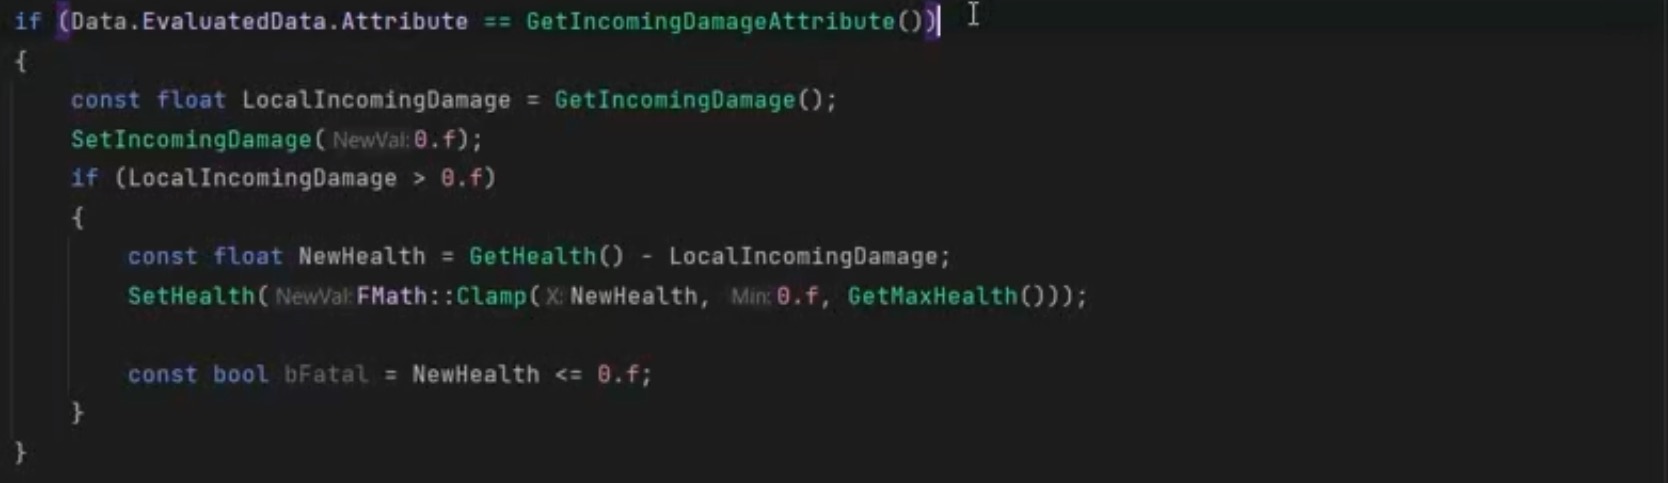 if (Data.EvaluatedData.Attribute == GetIncomingDamageAttribute())
{
const float LocalIncomingDamage = GetIncomingDamage();
SetIncomingDamage( NewVal: 0.f);
if (LocalIncomingDamage > 0.f)
{
const float NewHealth = GetHealth() - LocalIncomingDamage;
SetHealth( NewVal: FMath::Clamp( X: NewHealth, Min: 0.f, GetMaxHealth()));
const bool bFatal = NewHealth <= 0.f;
}
}